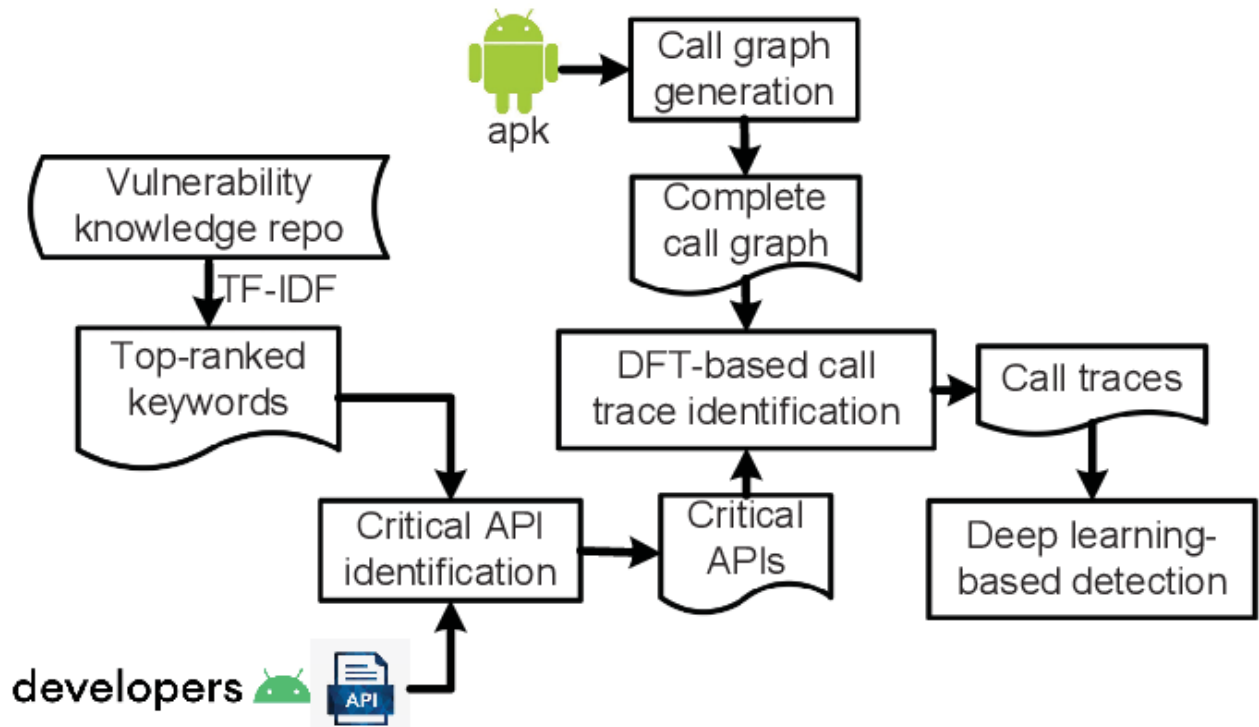 Call graph
generation
apk
Vulnerability
knowledge repo
TF-IDF
Complete
call graph
Top-ranked
keywords
DFT-based call
trace identification
Call traces
Critical API
identification
Critical
APIs
Deep learning-
based detection
developers
API